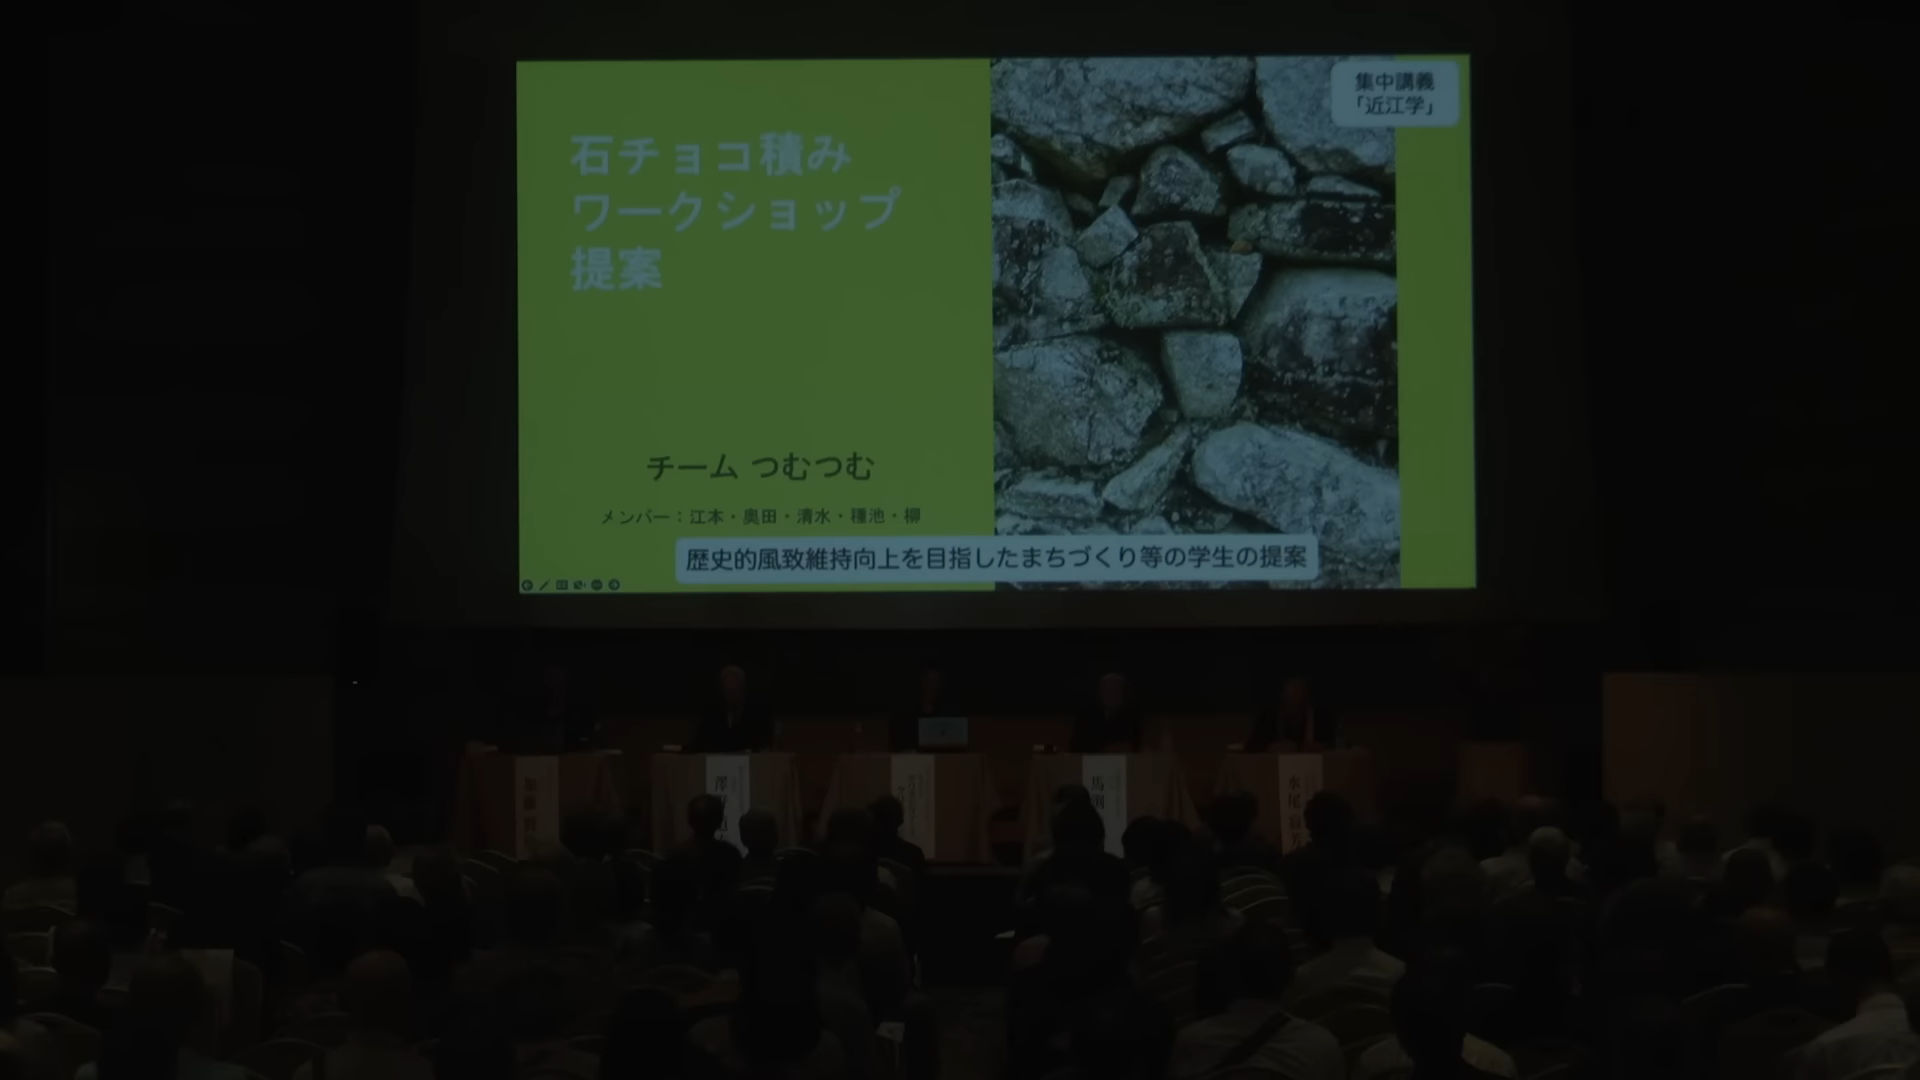 集中講義
「近江学」
石チョコ積み
ワークショップ
提案
チーム つむつむ
メンバー：江本・奥田・清水・種池・柳
歴史的風致維持向上を目指したまちづくり等の学生の提案
馬渕